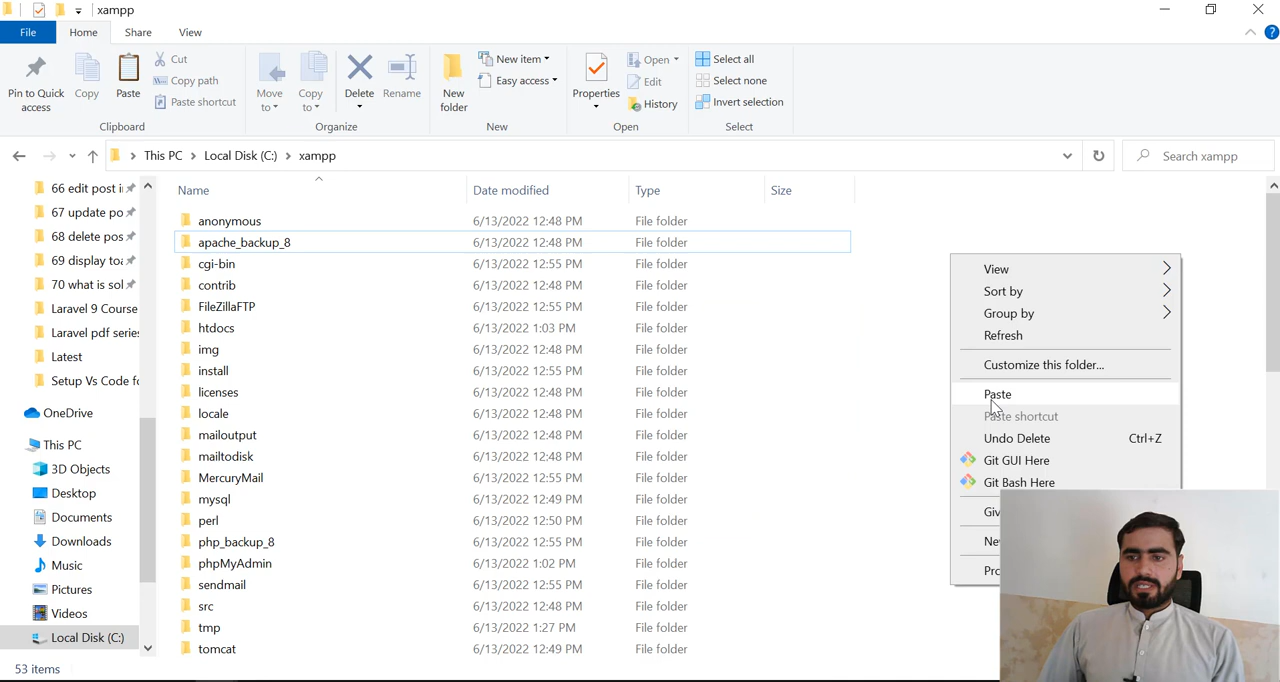 xampp
File Home Share View
Pin to Quick access
Copy
Paste
Cut
Copy path
Paste shortcut
Clipboard
Move to
Copy to
Delete
Rename
Organize
New folder
New item
Easy access
New
Properties
Open
Edit
History
Open
Select all
Select none
Invert selection
Select
This PC Local Disk (C:) xampp
Search xampp
66 edit post i
67 update po
68 delete pos
69 display to
70 what is sol
Laravel 9 Course
Laravel pdf series
Latest
Setup Vs Code fo
OneDrive
This PC
3D Objects
Desktop
Documents
Downloads
Music
Pictures
Videos
Local Disk (C:)
Name Date modified Type Size
anonymous 6/13/2022 12:48 PM File folder
apache_backup_8 6/13/2022 12:48 PM File folder
cgi-bin 6/13/2022 12:55 PM File folder
contrib 6/13/2022 12:48 PM File folder
FileZillaFTP 6/13/2022 12:55 PM File folder
htdocs 6/13/2022 1:03 PM File folder
img 6/13/2022 12:48 PM File folder
install 6/13/2022 12:55 PM File folder
licenses 6/13/2022 12:48 PM File folder
locale 6/13/2022 12:48 PM File folder
mailoutput 6/13/2022 12:48 PM File folder
mailtodisk 6/13/2022 12:48 PM File folder
MercuryMail 6/13/2022 12:55 PM File folder
mysql 6/13/2022 12:49 PM File folder
perl 6/13/2022 12:50 PM File folder
php_backup_8 6/13/2022 12:55 PM File folder
phpMyAdmin 6/13/2022 1:02 PM File folder
sendmail 6/13/2022 12:55 PM File folder
src 6/13/2022 12:48 PM File folder
tmp 6/13/2022 1:27 PM File folder
tomcat 6/13/2022 12:49 PM File folder
View
Sort by
Group by
Refresh
Customize this folder...
Paste
Paste shortcut
Undo Delete Ctrl+Z
Git GUI Here
Git Bash Here
53 items